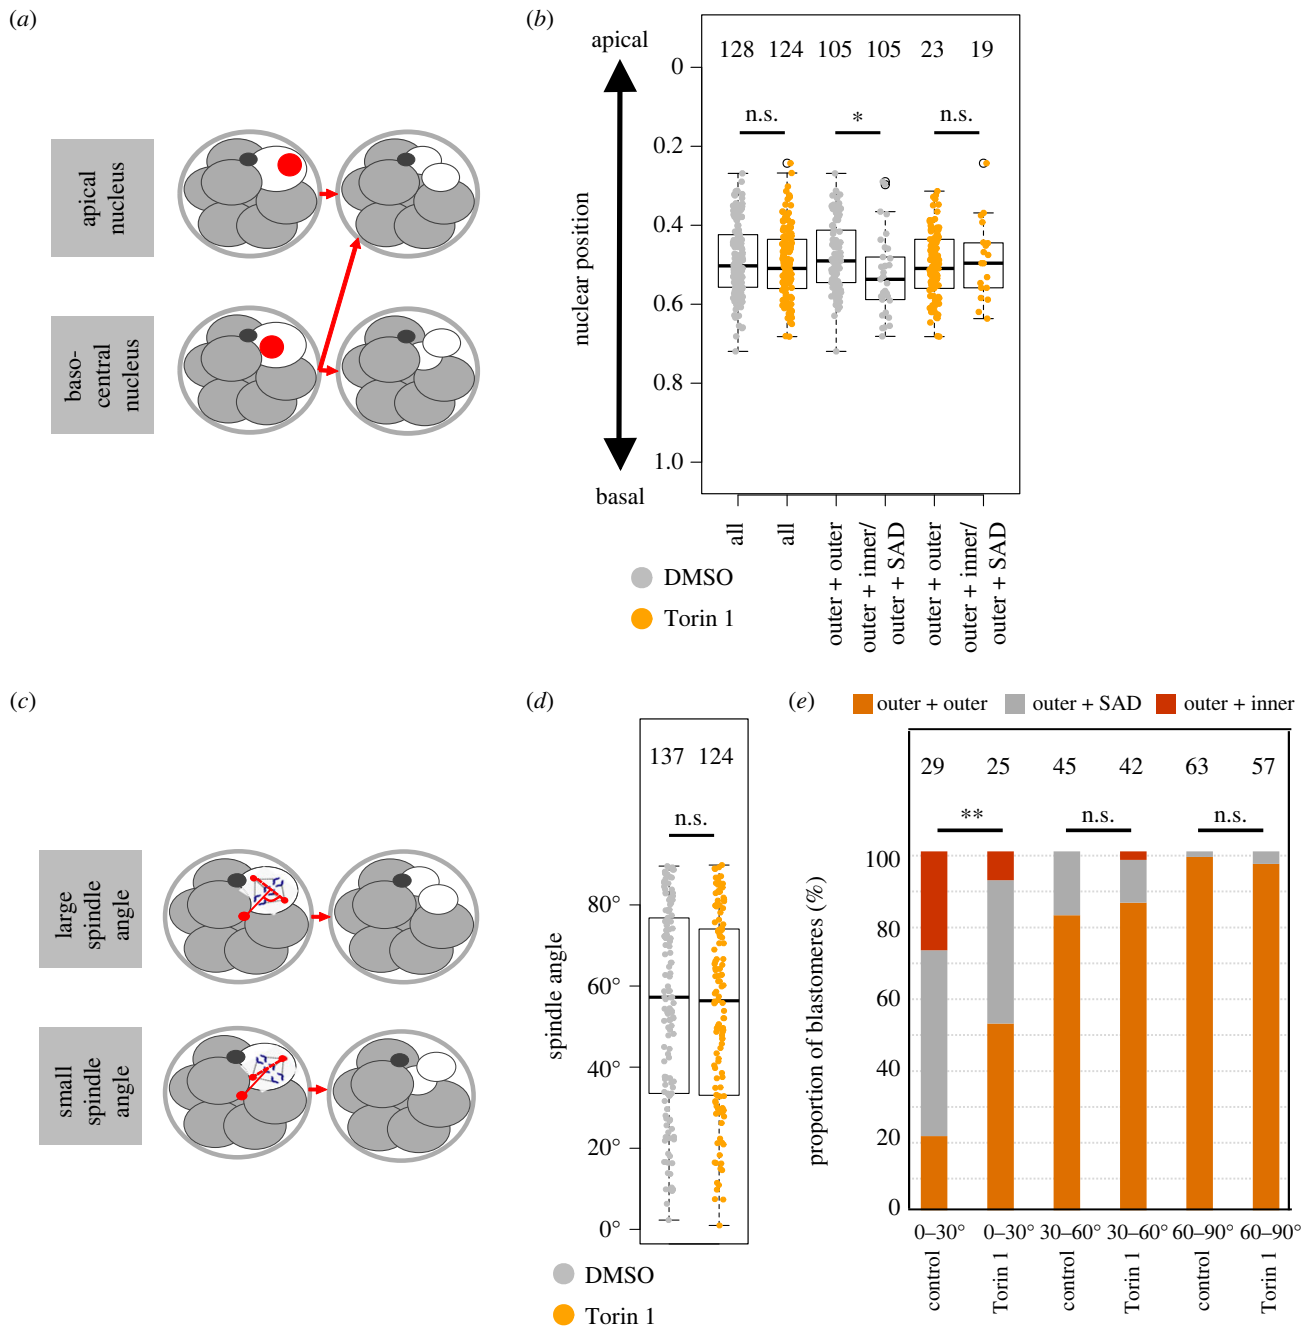 (a)
apical
nucleus
baso-
central
nucleus
(b)
apical
basal
nuclear position
0
0.2
0.4
0.6
0.8
1.0
128 124 105 105 23 19
n.s. * n.s.
all
all
outer + outer
outer + inner/
outer + SAD
outer + outer
outer + inner/
outer + SAD
DMSO
Torin 1
(c)
large
spindle
angle
small
spindle
angle
(d)
137 124
n.s.
spindle angle
80°
60°
40°
20°
0°
DMSO
Torin 1
(e)
outer + outer outer + SAD outer + inner
29 25 45 42 63 57
** n.s. n.s.
proportion of blastomeres (%)
100
80
60
40
20
0
0–30° 0–30° 30–60° 30–60° 60–90° 60–90°
control
Torin 1
control
Torin 1
control
Torin 1